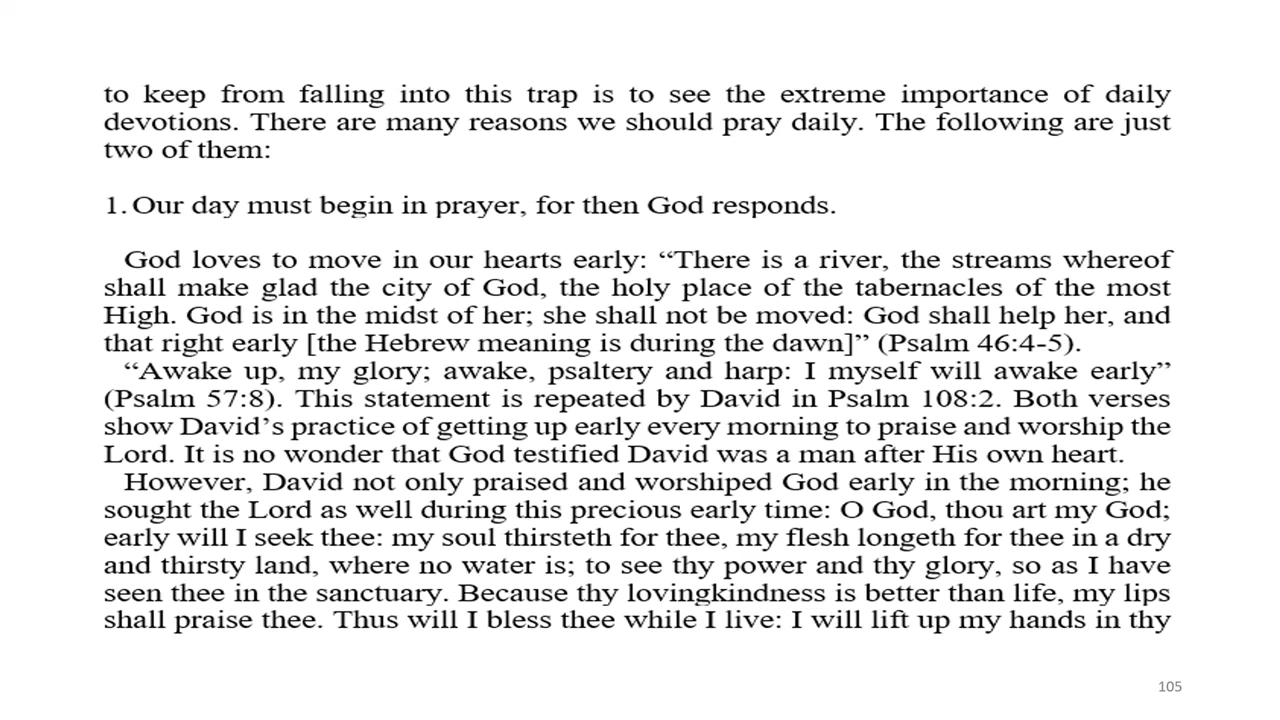 to keep from falling into this trap is to see the extreme importance of daily
devotions. There are many reasons we should pray daily. The following are just
two of them:
1. Our day must begin in prayer, for then God responds.
God loves to move in our hearts early: “There is a river, the streams whereof
shall make glad the city of God, the holy place of the tabernacles of the most
High. God is in the midst of her; she shall not be moved: God shall help her, and
that right early [the Hebrew meaning is during the dawn]” (Psalm 46:4-5).
“Awake up, my glory; awake, psaltery and harp: I myself will awake early”
(Psalm 57:8). This statement is repeated by David in Psalm 108:2. Both verses
show David’s practice of getting up early every morning to praise and worship the
Lord. It is no wonder that God testified David was a man after His own heart.
However, David not only praised and worshiped God early in the morning; he
sought the Lord as well during this precious early time: O God, thou art my God;
early will I seek thee: my soul thirsteth for thee, my flesh longeth for thee in a dry
and thirsty land, where no water is; to see thy power and thy glory, so as I have
seen thee in the sanctuary. Because thy lovingkindness is better than life, my lips
shall praise thee. Thus will I bless thee while I live: I will lift up my hands in thy
105